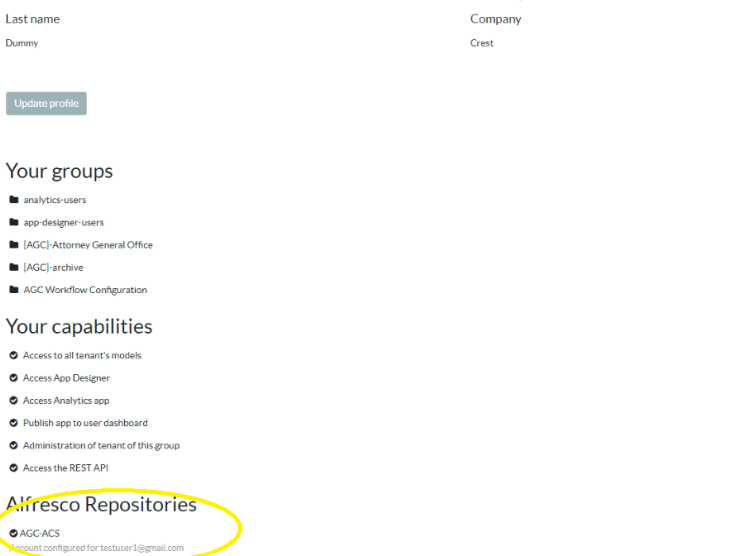 Last name
Company
Dummy
Crest
Update profile
Your groups
analytics-users
app-designer-users
[AGC]-Attorney General Office
[AGC]-archive
AGC Workflow Configuration
Your capabilities
Access to all tenant's models
Access App Designer
Access Analytics app
Publish app to user dashboard
Administration of tenant of this group
Access the REST API
Alfresco Repositories
AGC-ACS
Account configured for testuser1@gmail.com